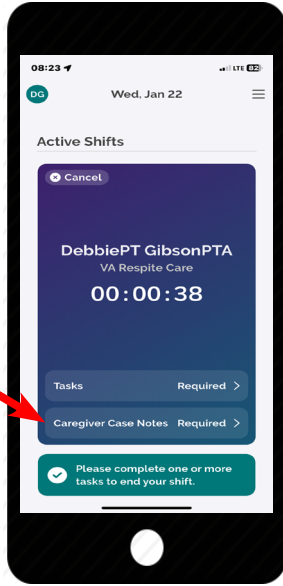 08:23 LTE 82
DG Wed, Jan 22
Active Shifts
Cancel
DebbiePT GibsonPTA
VA Respite Care
00:00:38
Tasks Required >
Caregiver Case Notes Required >
Please complete one or more
tasks to end your shift.